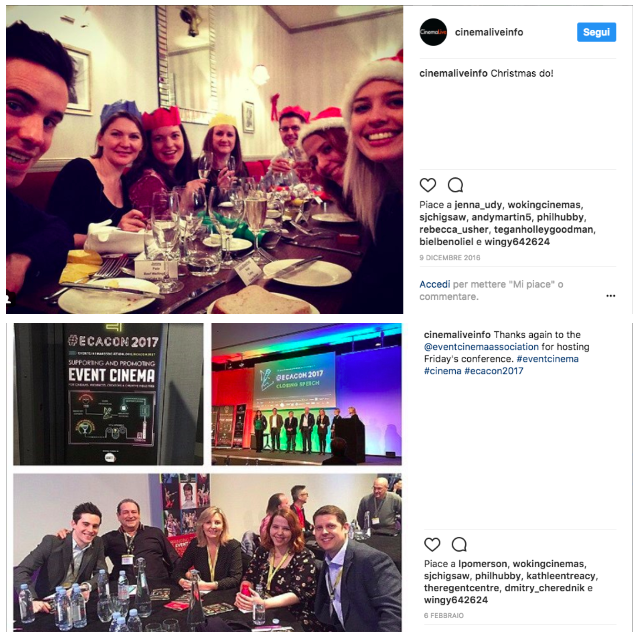 CinemaLive
cinemaliveinfo
Segui
cinemaliveinfo Christmas do!
Piace a jenna_udy, wokingcinemas,
sjchigsaw, andymartin5, philhubby,
rebecca_usher, teganholleygoodman,
bielbenoliel e wingy642624
9 DICEMBRE 2016
Accedi per mettere "Mi piace" o
commentare.
#ECACON 2017
SUPPORTING AND PROMOTING
EVENT CINEMA
@ECACON 2017
CLOSING SPEECH
EVENT
cinemaliveinfo Thanks again to the
@eventcinemaassociation for hosting
Friday's conference. #eventcinema
#cinema #ecacon2017
Piace a lpomerson, wokingcinemas,
sjchigsaw, philhubby, kathleentreacy,
theregentcentre, dmitry_cherednik e
wingy642624
6 FEBBRAIO